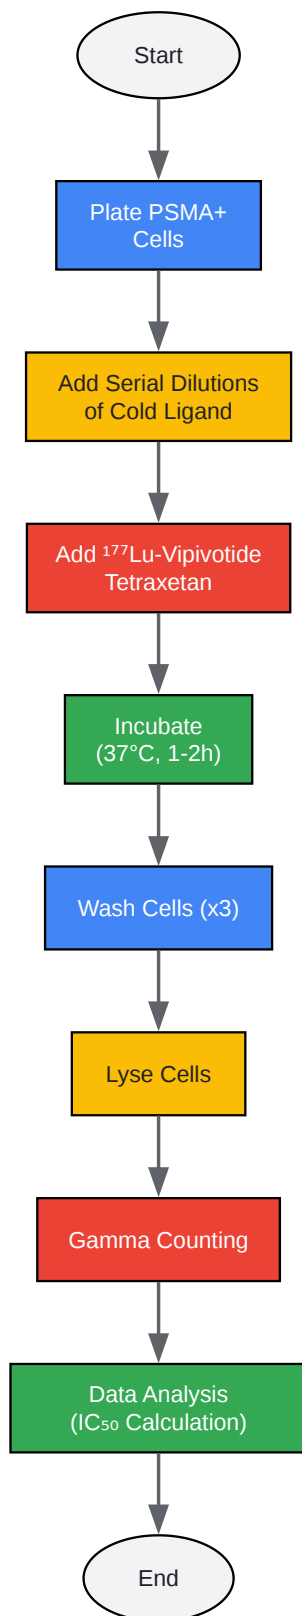 Start
Plate PSMA+
Cells
Add Serial Dilutions
of Cold Ligand
Add ¹⁷⁷Lu-Vipivotide
Tetraxetan
Incubate
(37°C, 1-2h)
Wash Cells (x3)
Lyse Cells
Gamma Counting
Data Analysis
(IC₅₀ Calculation)
End